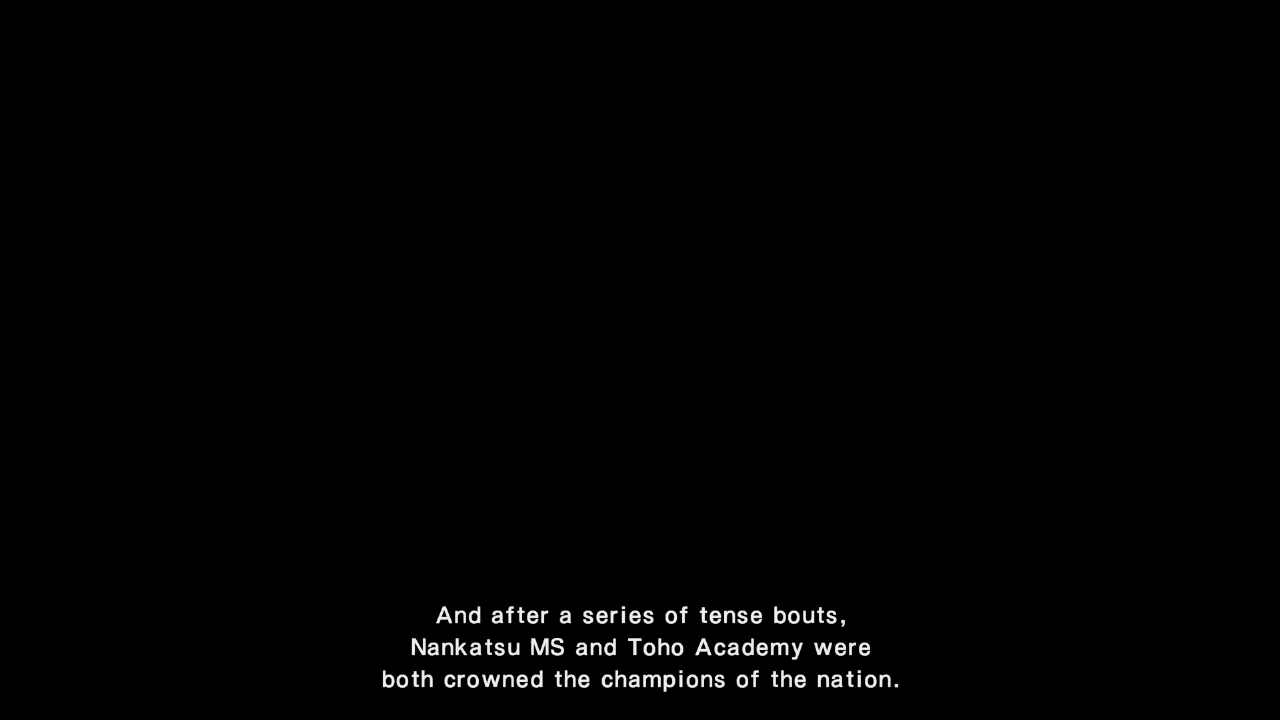 And after a series of tense bouts,
Nankatsu MS and Toho Academy were
both crowned the champions of the nation.